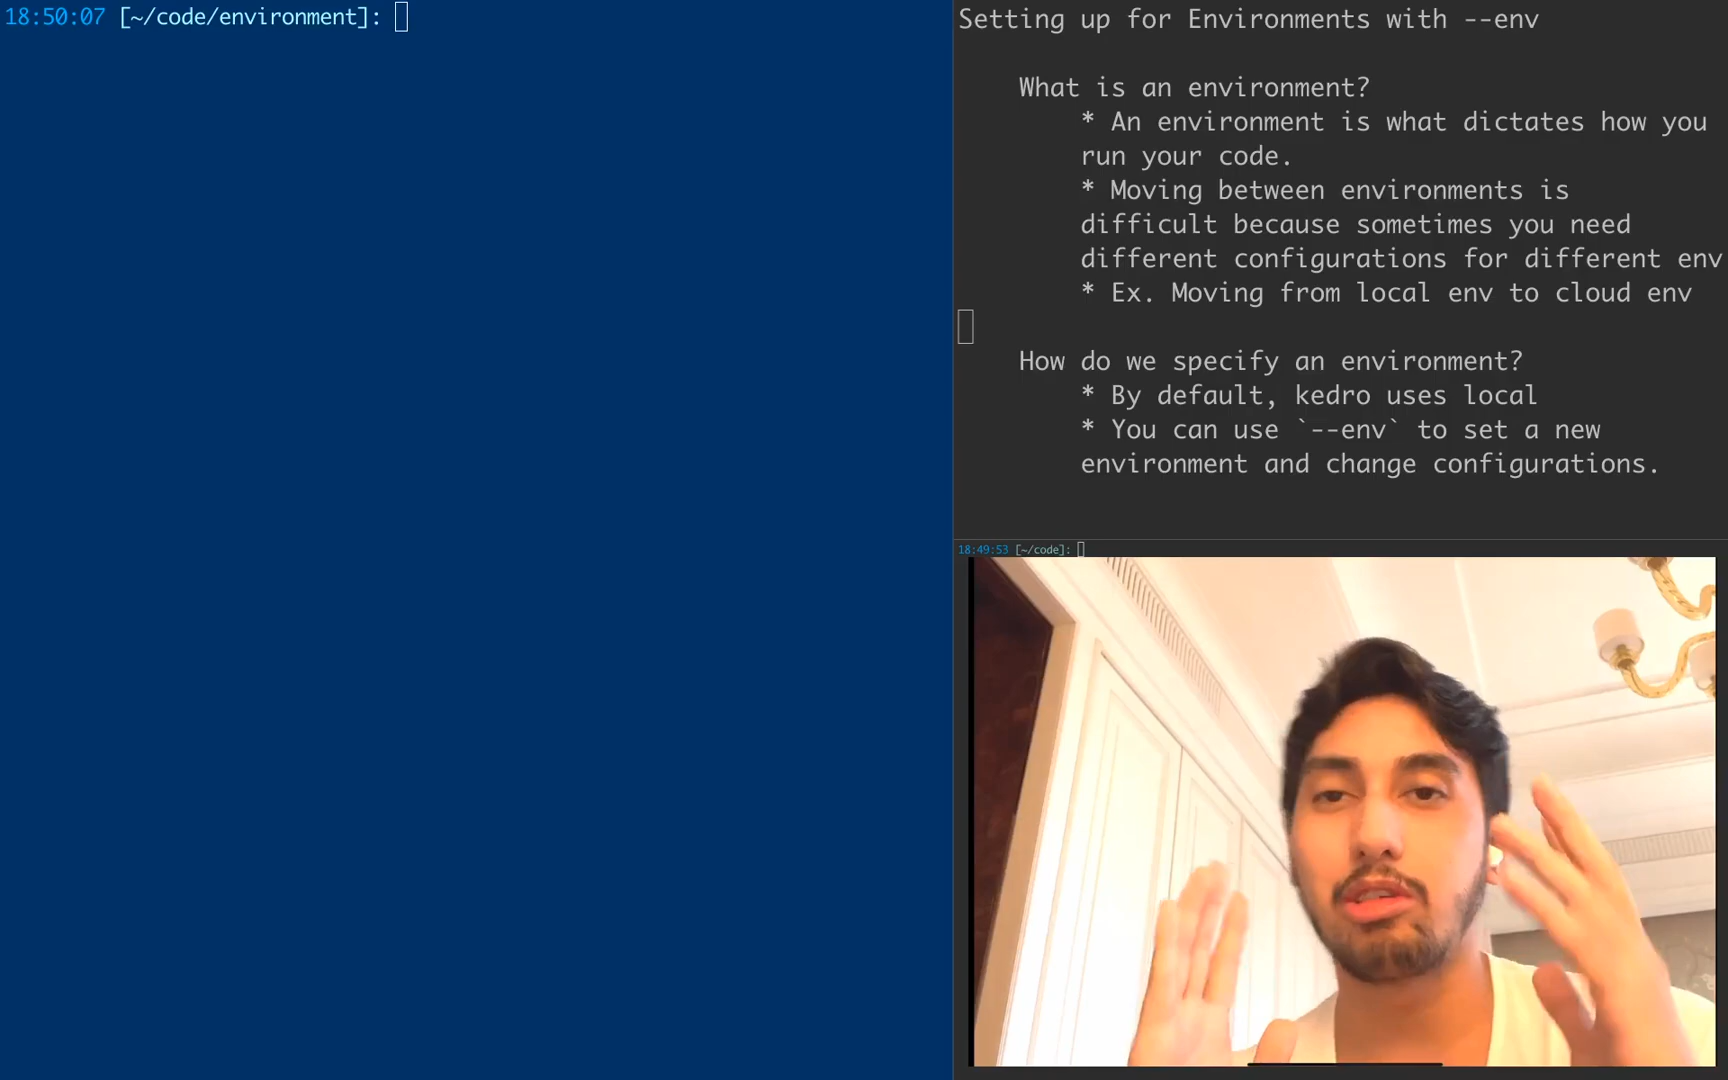 18:50:07 [~/code/environment]:
Setting up for Environments with --env
What is an environment?
* An environment is what dictates how you
run your code.
* Moving between environments is
difficult because sometimes you need
different configurations for different env
* Ex. Moving from local env to cloud env
How do we specify an environment?
* By default, kedro uses local
* You can use `--env` to set a new
environment and change configurations.
18:49:53 [~/code]: